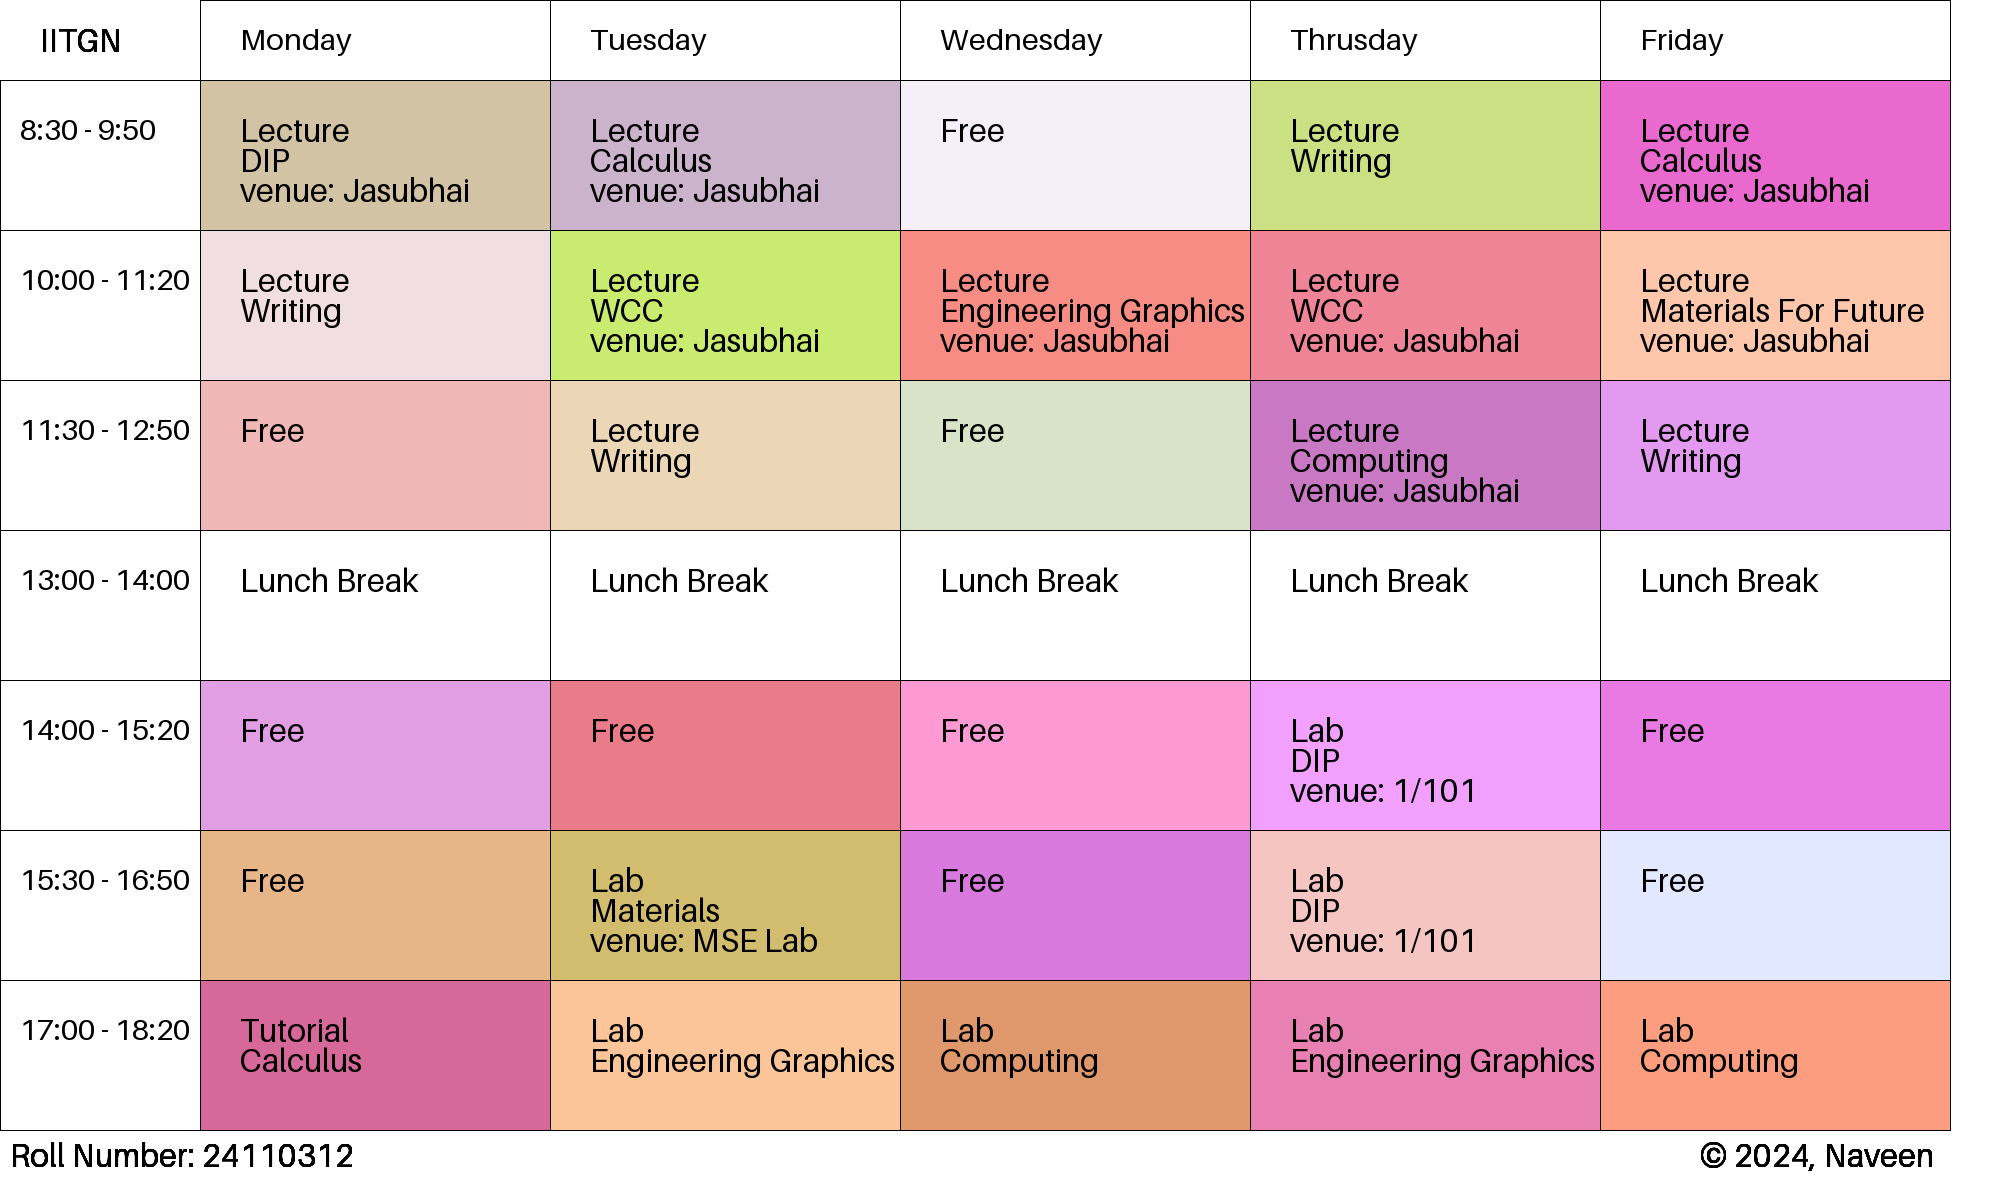 IITGN Monday Tuesday Wednesday Thrusday Friday
8:30 - 9:50
Lecture
DIP
venue: Jasubhai
Lecture
Calculus
venue: Jasubhai
Free
Lecture
Writing
Lecture
Calculus
venue: Jasubhai
10:00 - 11:20
Lecture
Writing
Lecture
WCC
venue: Jasubhai
Lecture
Engineering Graphics
venue: Jasubhai
Lecture
WCC
venue: Jasubhai
Lecture
Materials For Future
venue: Jasubhai
11:30 - 12:50
Free
Lecture
Writing
Free
Lecture
Computing
venue: Jasubhai
Lecture
Writing
13:00 - 14:00
Lunch Break
Lunch Break
Lunch Break
Lunch Break
Lunch Break
14:00 - 15:20
Free
Free
Free
Lab
DIP
venue: 1/101
Free
15:30 - 16:50
Free
Lab
Materials
venue: MSE Lab
Free
Lab
DIP
venue: 1/101
Free
17:00 - 18:20
Tutorial
Calculus
Lab
Engineering Graphics
Lab
Computing
Lab
Engineering Graphics
Lab
Computing
Roll Number: 24110312
© 2024, Naveen